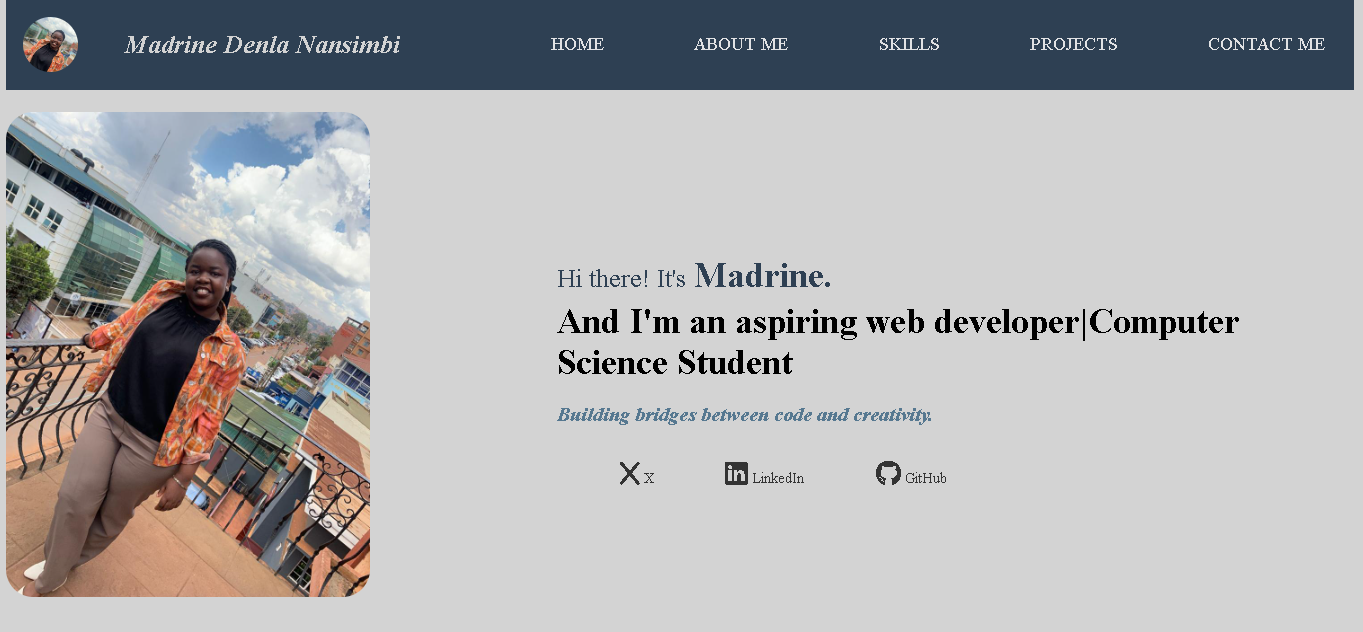 Madrine Denla Nansimbi HOME ABOUT ME SKILLS PROJECTS CONTACT ME
Hi there! It's Madrine.
And I'm an aspiring web developer|Computer
Science Student
Building bridges between code and creativity.
X LinkedIn GitHub